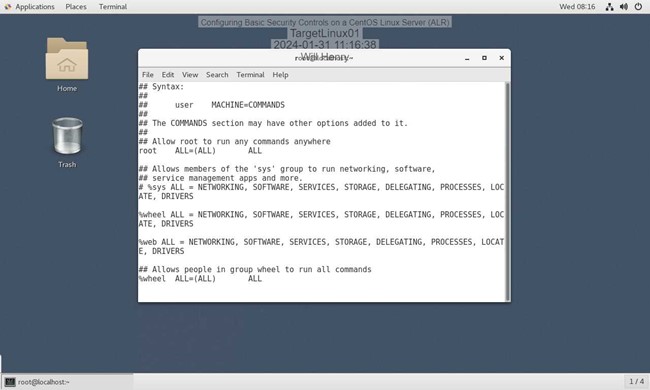 Applications Places Terminal Wed 08:16
Configuring Basic Security Controls on a CentOS Linux Server (ALR)
TargetLinux01
2024-01-31 11:16:38
Will Henry
root@localhost:~
File Edit View Search Terminal Help
## Syntax:
##
##      user    MACHINE=COMMANDS
##
## The COMMANDS section may have other options added to it.
##
## Allow root to run any commands anywhere
root    ALL=(ALL)       ALL
## Allows members of the 'sys' group to run networking, software,
## service management apps and more.
# %sys ALL = NETWORKING, SOFTWARE, SERVICES, STORAGE, DELEGATING, PROCESSES, LOC
ATE, DRIVERS
%wheel ALL = NETWORKING, SOFTWARE, SERVICES, STORAGE, DELEGATING, PROCESSES, LOC
ATE, DRIVERS
%web ALL = NETWORKING, SOFTWARE, SERVICES, STORAGE, DELEGATING, PROCESSES, LOCAT
E, DRIVERS
## Allows people in group wheel to run all commands
%wheel  ALL=(ALL)       ALL
Home
Trash
root@localhost:~
1 / 4